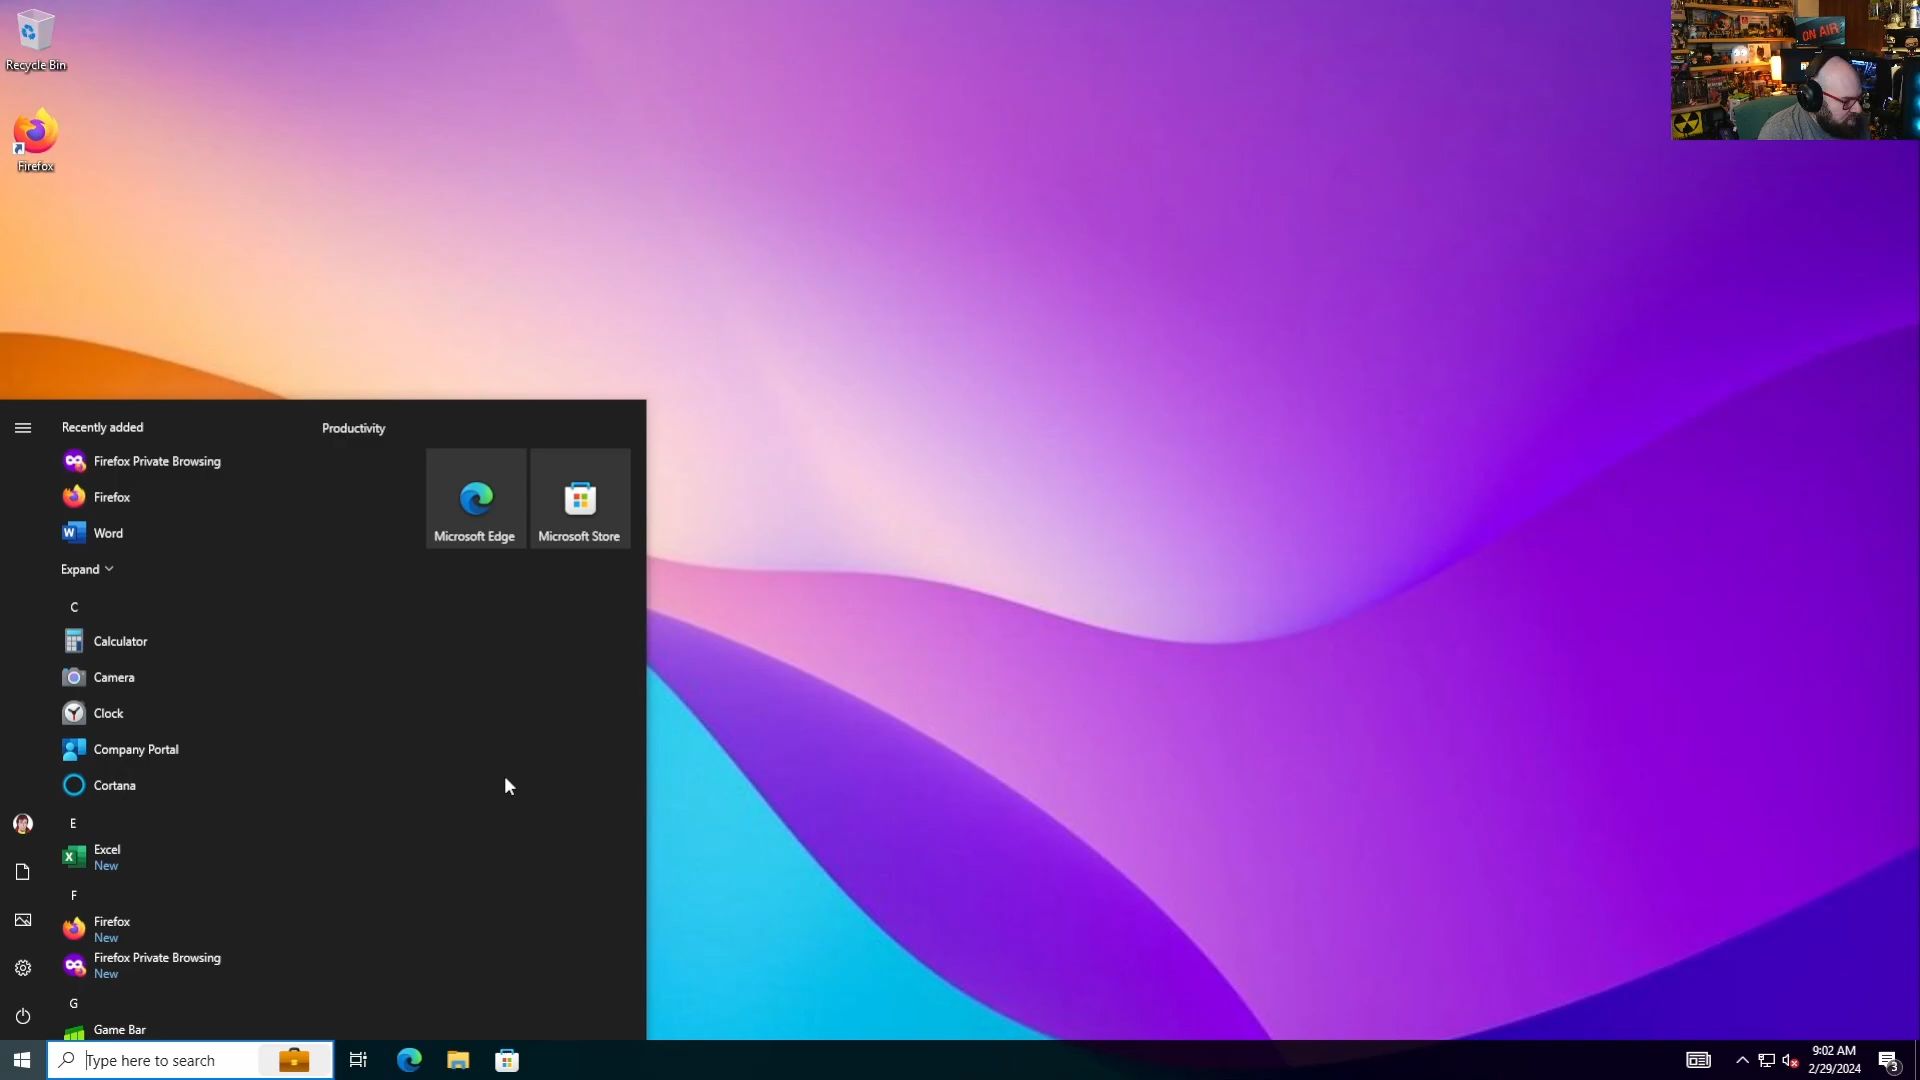 Recycle Bin
Firefox
ON AIR
Recently added
Productivity
Firefox Private Browsing
Firefox
Word
Microsoft Edge
Microsoft Store
Expand
C
Calculator
Camera
Clock
Company Portal
Cortana
E
Excel
New
F
Firefox
New
Firefox Private Browsing
New
G
Game Bar
Type here to search
9:02 AM
2/29/2024
3